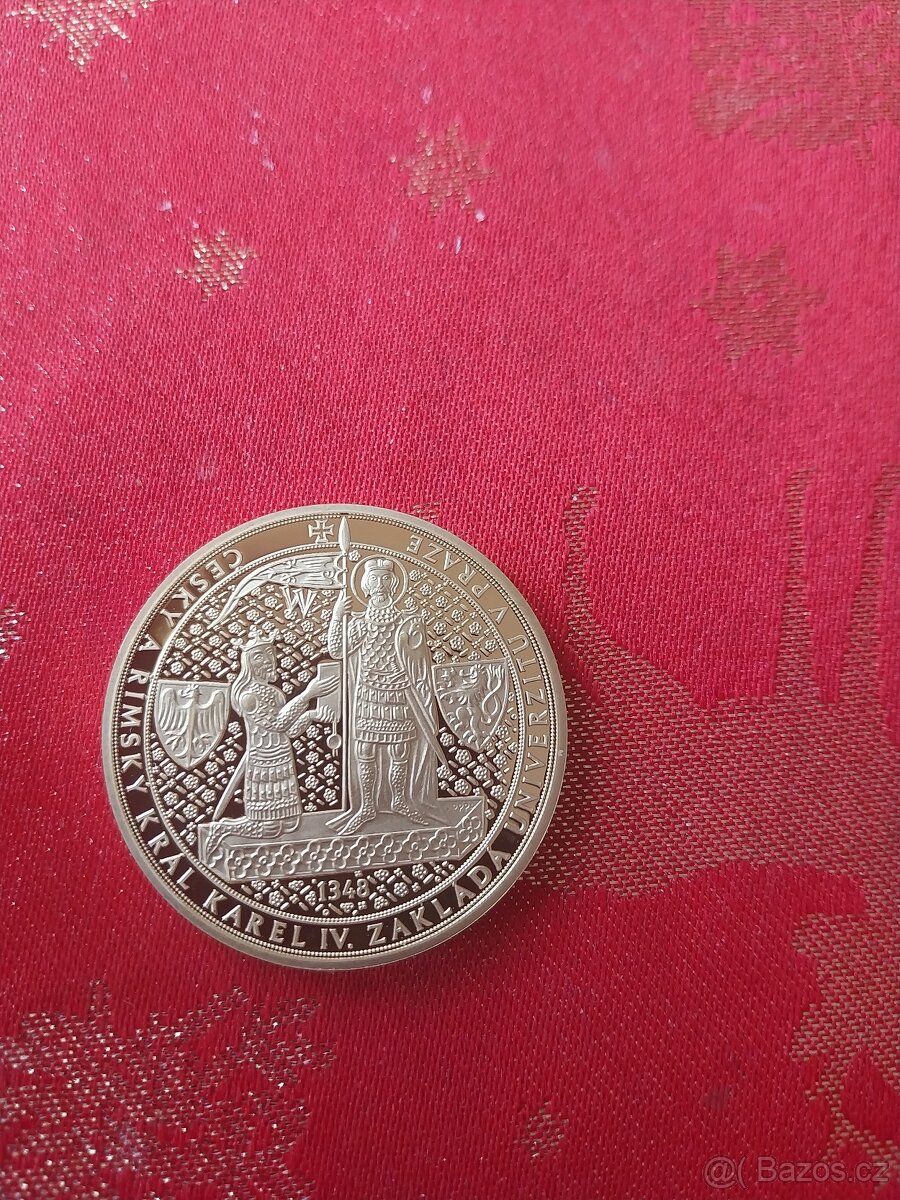 ČESKÝ A ŘÍMSKÝ KRÁL KAREL IV. ZAKLÁDÁ UNIVERZITU V PRAZE
W
1348
@( Bazos.cz